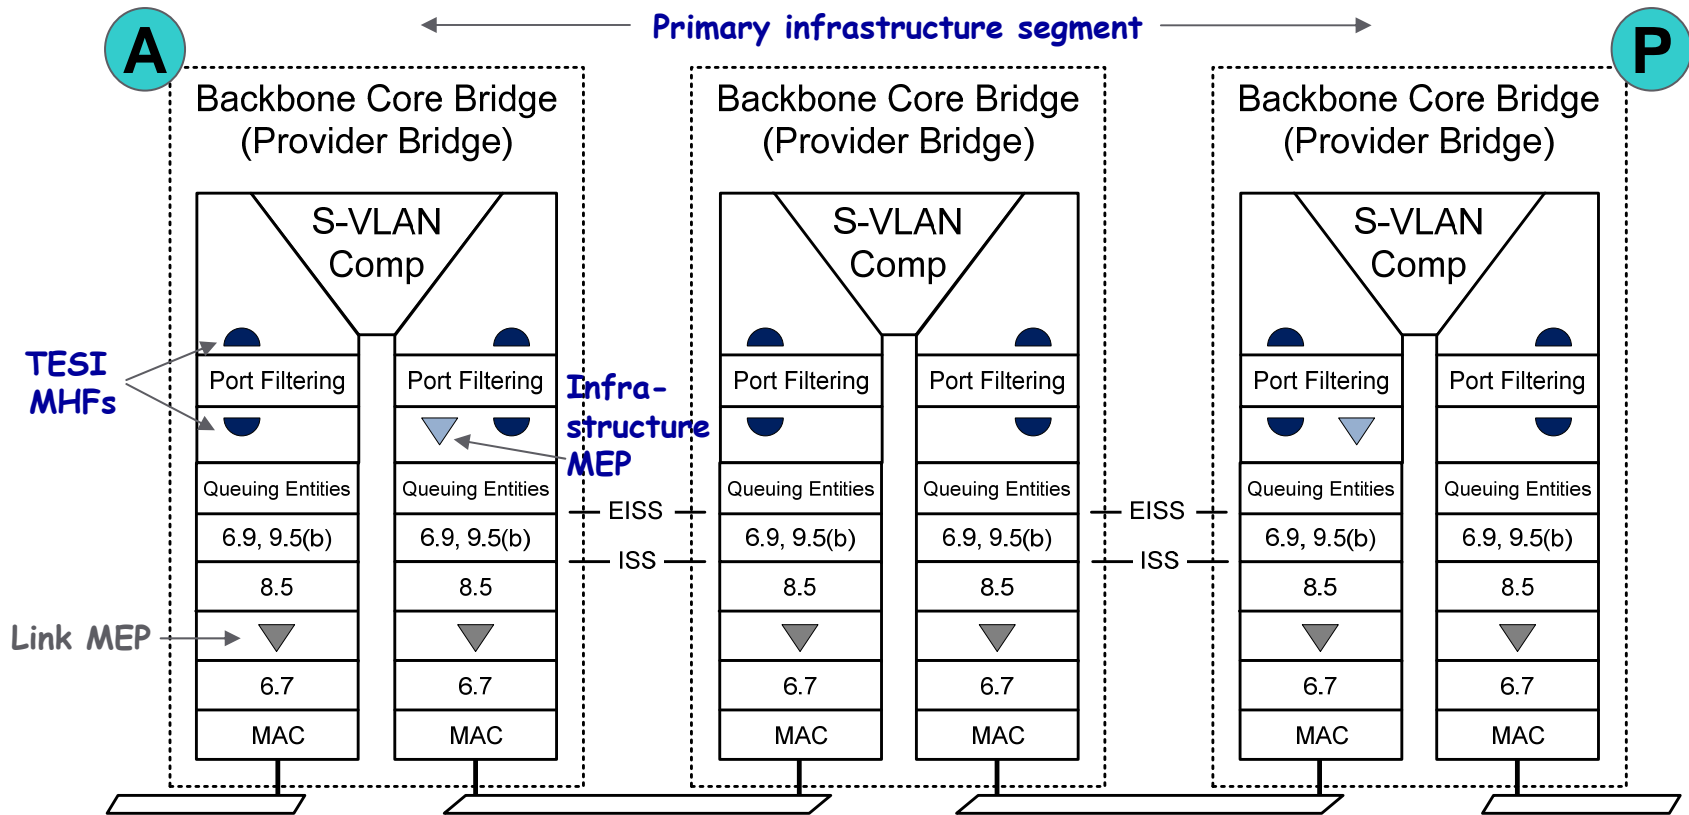 Primary infrastructure segment
A
P
Backbone Core Bridge
(Provider Bridge)
Backbone Core Bridge
(Provider Bridge)
Backbone Core Bridge
(Provider Bridge)
S-VLAN
Comp
S-VLAN
Comp
S-VLAN
Comp
TESI
MHFs
Port Filtering
Port Filtering
Infra-
structure
MEP
Port Filtering
Port Filtering
Port Filtering
Port Filtering
Queuing Entities
Queuing Entities
Queuing Entities
Queuing Entities
Queuing Entities
Queuing Entities
EISS
EISS
6.9, 9.5(b)
6.9, 9.5(b)
6.9, 9.5(b)
6.9, 9.5(b)
6.9, 9.5(b)
6.9, 9.5(b)
ISS
ISS
8.5
8.5
8.5
8.5
8.5
8.5
Link MEP
6.7
6.7
6.7
6.7
6.7
6.7
MAC
MAC
MAC
MAC
MAC
MAC